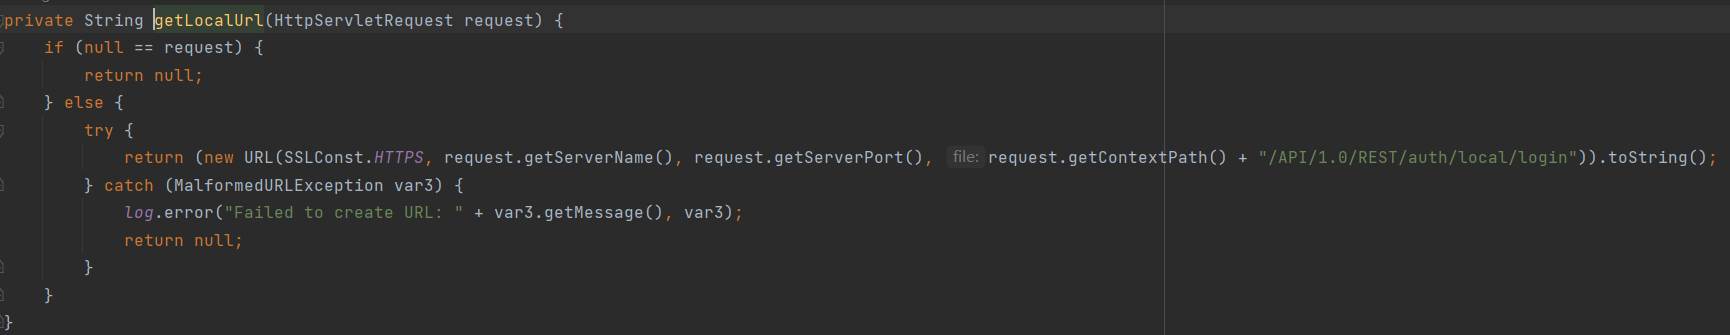 private String getLocalUrl(HttpServletRequest request) {
    if (null == request) {
        return null;
    } else {
        try {
            return (new URL(SSLConst.HTTPS, request.getServerName(), request.getServerPort(), file: request.getContextPath() + "/API/1.0/REST/auth/local/login")).toString();
        } catch (MalformedURLException var3) {
            log.error("Failed to create URL: " + var3.getMessage(), var3);
            return null;
        }
    }
}